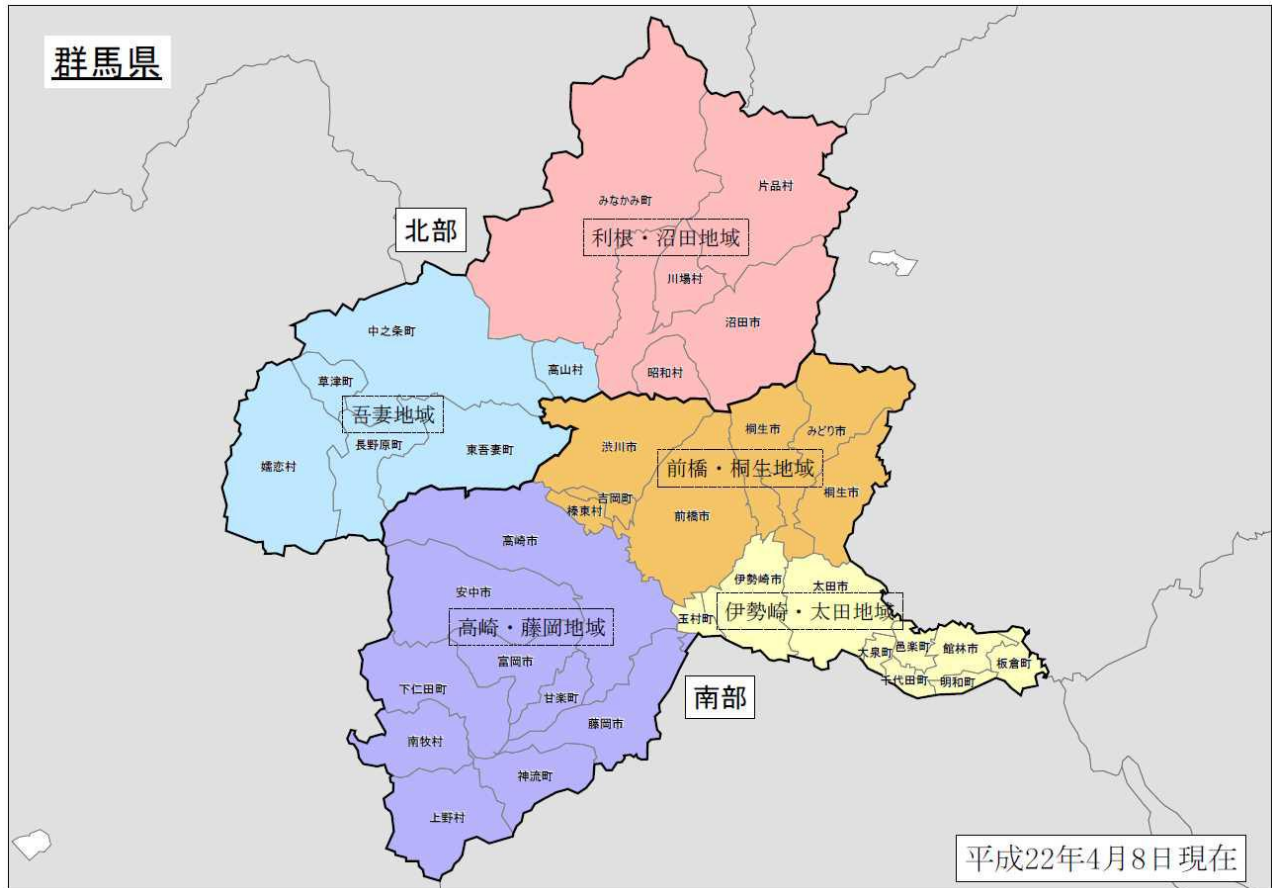 群馬県
北部
みなかみ町
片品村
利根・沼田地域
川場村
沼田市
昭和村
中之条町
高山村
草津町
吾妻地域
長野原町
東吾妻町
嬬恋村
渋川市
桐生市
みどり市
前橋・桐生地域
桐生市
吉岡町
榛東村
前橋市
高崎市
安中市
高崎・藤岡地域
富岡市
下仁田町
甘楽町
藤岡市
南牧村
神流町
上野村
伊勢崎市
太田市
伊勢崎・太田地域
玉村町
大泉町
邑楽町
館林市
板倉町
千代田町
明和町
南部
平成22年4月8日現在